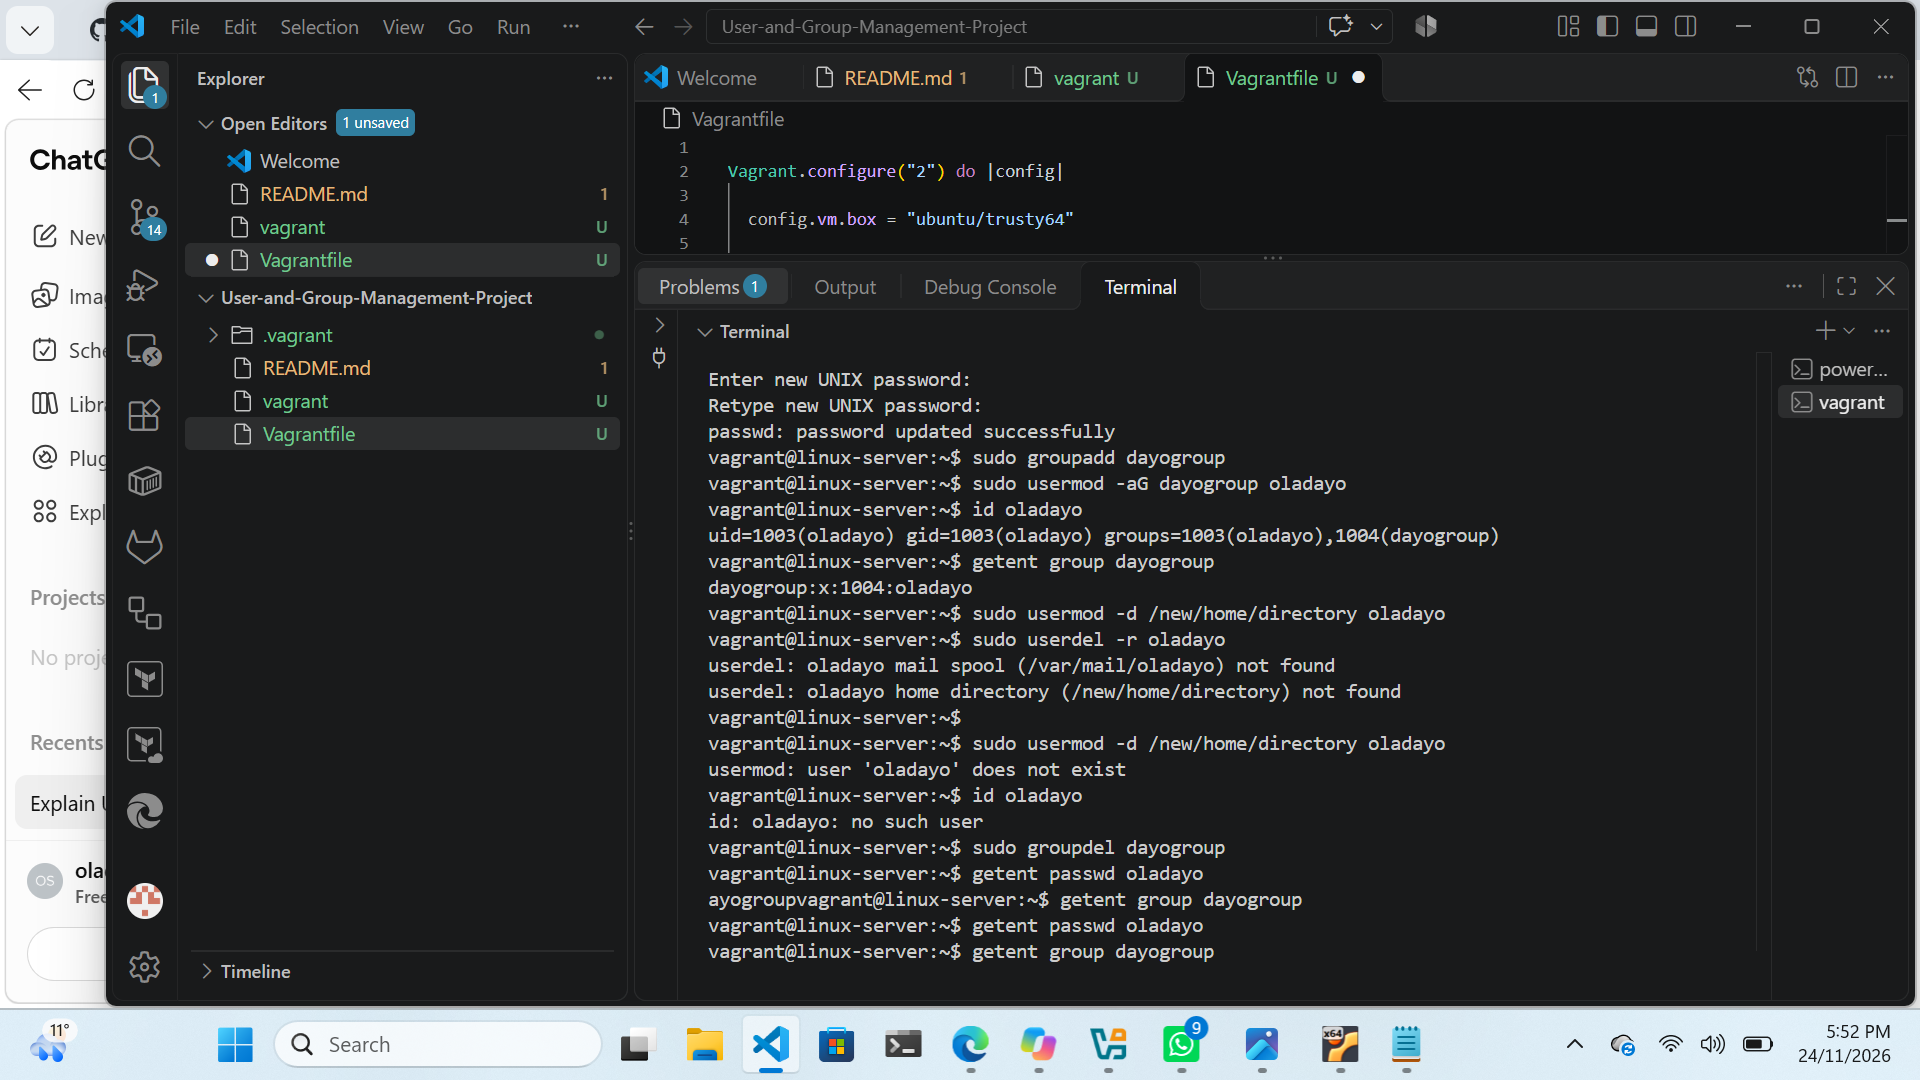 File Edit Selection View Go Run
User-and-Group-Management-Project
Explorer
1
Open Editors 1 unsaved
Welcome
README.md 1
vagrant U
Vagrantfile U
User-and-Group-Management-Project
.vagrant
README.md 1
vagrant U
Vagrantfile U
14
Timeline
Welcome
README.md 1
vagrant U
Vagrantfile U
Vagrantfile
1
2 Vagrant.configure("2") do |config|
3
4 config.vm.box = "ubuntu/trusty64"
5
Problems 1 Output Debug Console Terminal
Terminal
power...
vagrant
Enter new UNIX password:
Retype new UNIX password:
passwd: password updated successfully
vagrant@linux-server:~$ sudo groupadd dayogroup
vagrant@linux-server:~$ sudo usermod -aG dayogroup oladayo
vagrant@linux-server:~$ id oladayo
uid=1003(oladayo) gid=1003(oladayo) groups=1003(oladayo),1004(dayogroup)
vagrant@linux-server:~$ getent group dayogroup
dayogroup:x:1004:oladayo
vagrant@linux-server:~$ sudo usermod -d /new/home/directory oladayo
vagrant@linux-server:~$ sudo userdel -r oladayo
userdel: oladayo mail spool (/var/mail/oladayo) not found
userdel: oladayo home directory (/new/home/directory) not found
vagrant@linux-server:~$
vagrant@linux-server:~$ sudo usermod -d /new/home/directory oladayo
usermod: user 'oladayo' does not exist
vagrant@linux-server:~$ id oladayo
id: oladayo: no such user
vagrant@linux-server:~$ sudo groupdel dayogroup
vagrant@linux-server:~$ getent passwd oladayo
ayogroupvagrant@linux-server:~$ getent group dayogroup
vagrant@linux-server:~$ getent passwd oladayo
vagrant@linux-server:~$ getent group dayogroup
New
Projects
Recents
Explain
OS
Free
11°
Search
x64
9
5:52 PM
24/11/2026